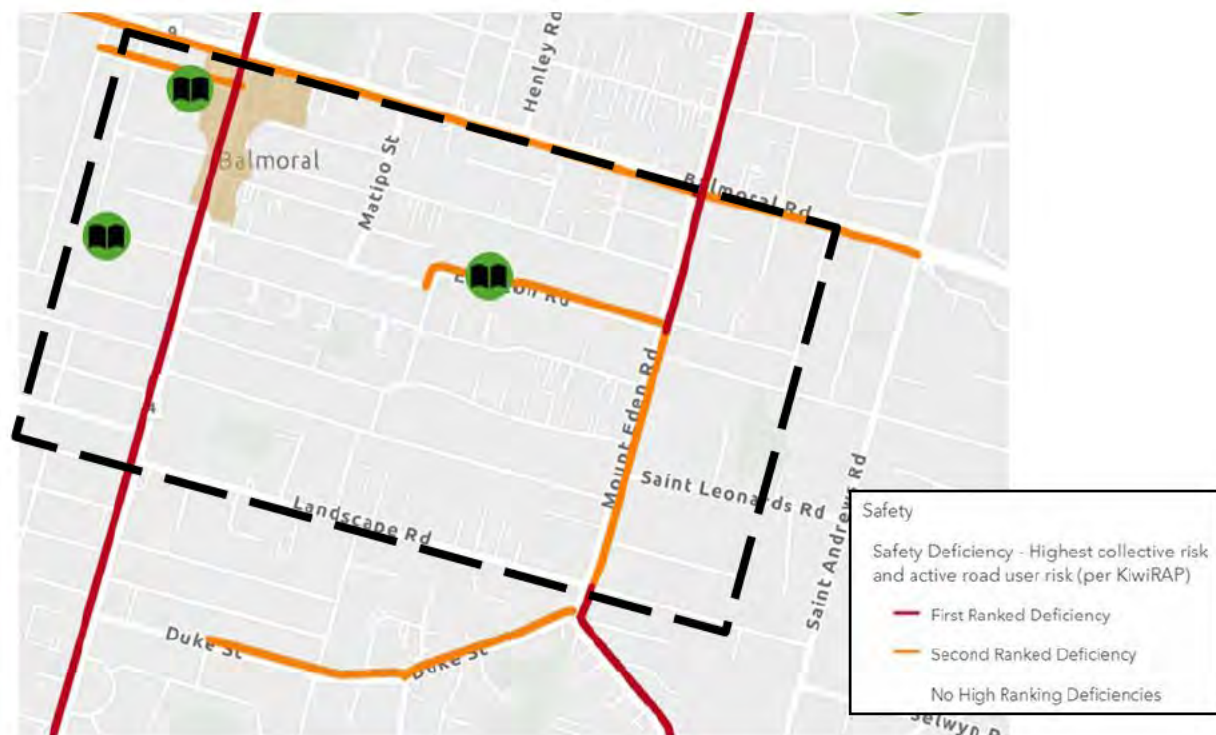 9
Henley Rd
Balmoral
Matipo St
Balmoral Rd
Mount Eden Rd
4
Saint Leonards Rd
Landscape Rd
Saint Andrews Rd
Duke St
Duke St
Safety
Safety Deficiency - Highest collective risk
and active road user risk (per KiwiRAP)
First Ranked Deficiency
Second Ranked Deficiency
No High Ranking Deficiencies